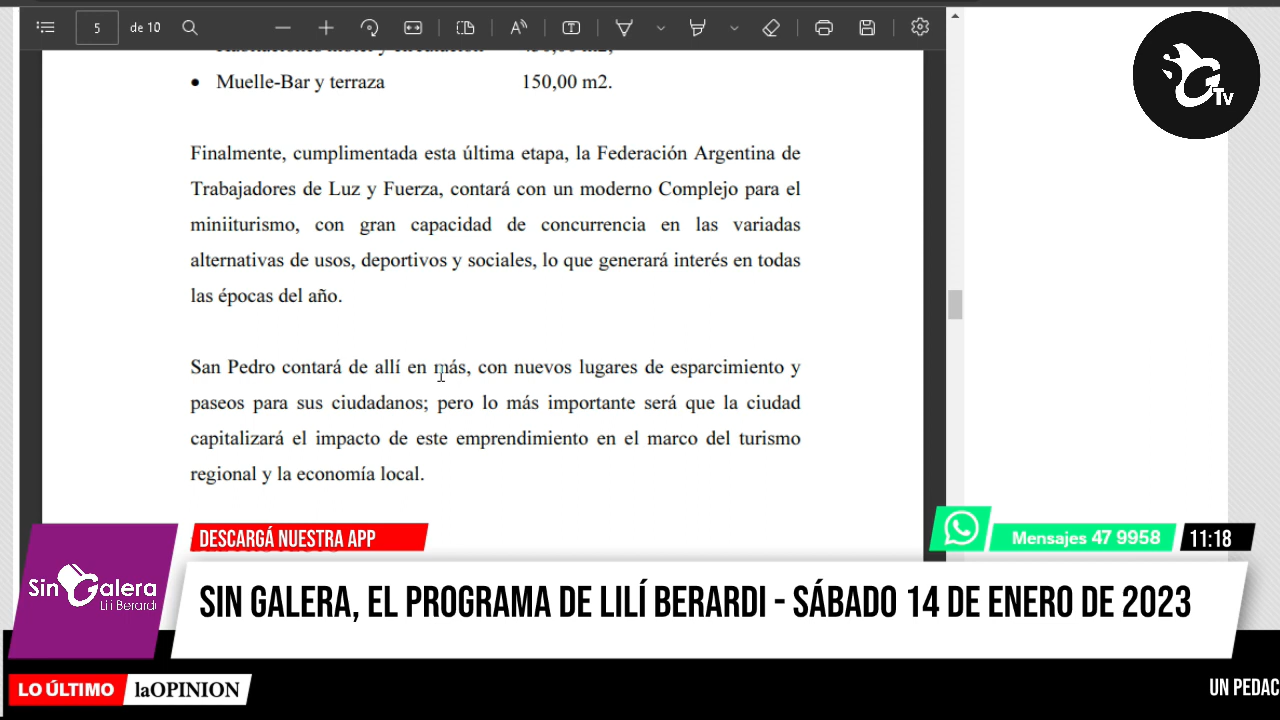 5 de 10
• Muelle-Bar y terraza 150,00 m2.
Finalmente, cumplimentada esta última etapa, la Federación Argentina de
Trabajadores de Luz y Fuerza, contará con un moderno Complejo para el
miniiturismo, con gran capacidad de concurrencia en las variadas
alternativas de usos, deportivos y sociales, lo que generará interés en todas
las épocas del año.
San Pedro contará de allí en más, con nuevos lugares de esparcimiento y
paseos para sus ciudadanos; pero lo más importante será que la ciudad
capitalizará el impacto de este emprendimiento en el marco del turismo
regional y la economía local.
G Tv
DESCARGÁ NUESTRA APP
Mensajes 47 9958
11:18
Sin Galera
Lili Berardi
SIN GALERA, EL PROGRAMA DE LILÍ BERARDI - SÁBADO 14 DE ENERO DE 2023
LO ÚLTIMO laOPINION
UN PEDAC